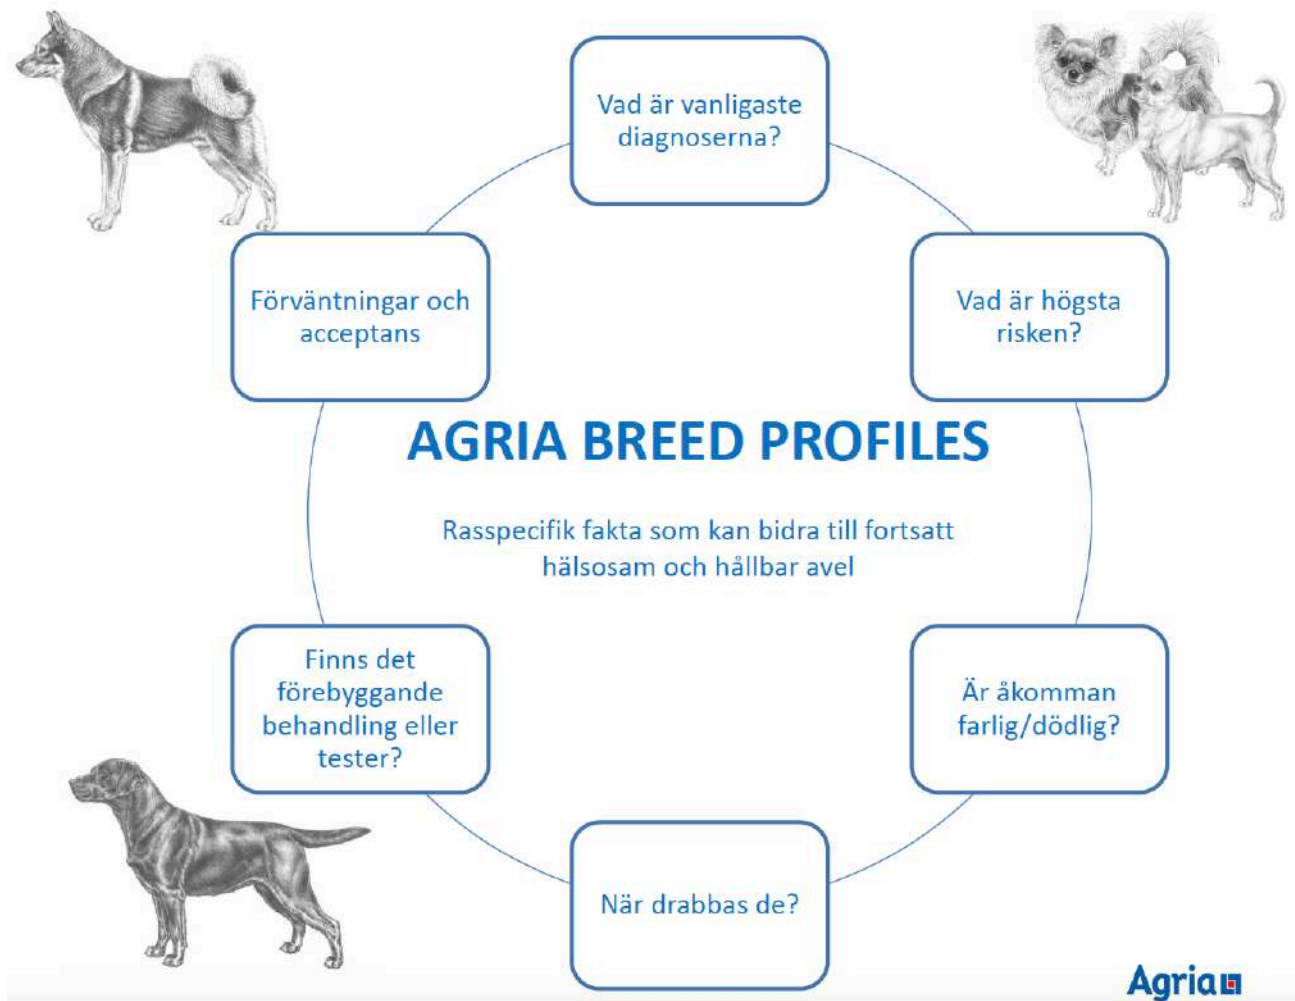 Vad är vanligaste
diagnoserna?
Förväntningar och
acceptans
Vad är högsta
risken?
AGRIA BREED PROFILES
Rasspecifik fakta som kan bidra till fortsatt
hälsosam och hållbar avel
Finns det
förebyggande
behandling eller
tester?
Är åkomman
farlig/dödlig?
När drabbas de?
Agria